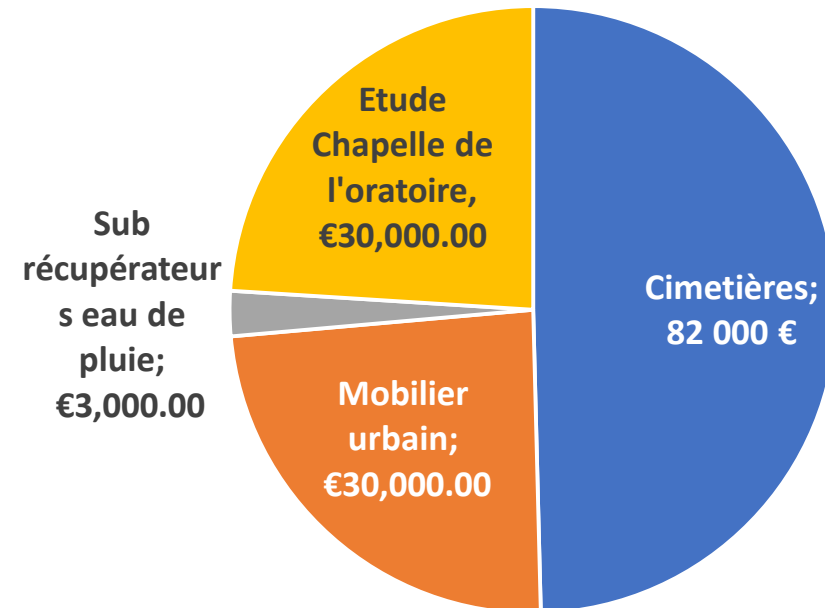 Etude
Chapelle de
l'oratoire,
€30,000.00
Sub
récupérateur
s eau de
pluie;
€3,000.00
Cimetières;
82 000 €
Mobilier
urbain;
€30,000.00